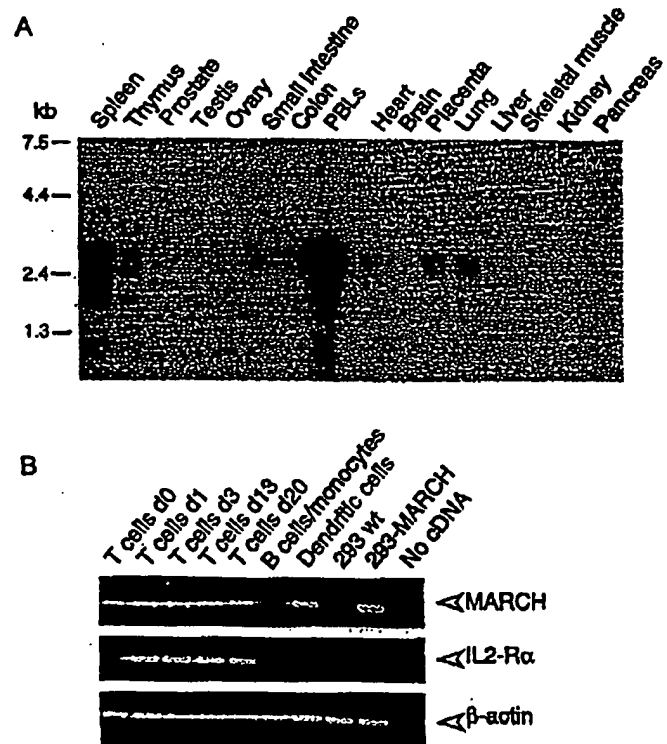 A
kb
Spleen
Thymus
Prostate
Testis
Ovary
Small intestine
Colon
PBLs
Heart
Brain
Placenta
Lung
Liver
Skeletal muscle
Kidney
Pancreas
7.5
4.4
2.4
1.3
B
T cells d0
T cells d1
T cells d3
T cells d13
T cells d20
B cells/monocytes
Dendritic cells
293 wt
293-MARCH
No cDNA
MARCH
IL2-Rα
β-actin